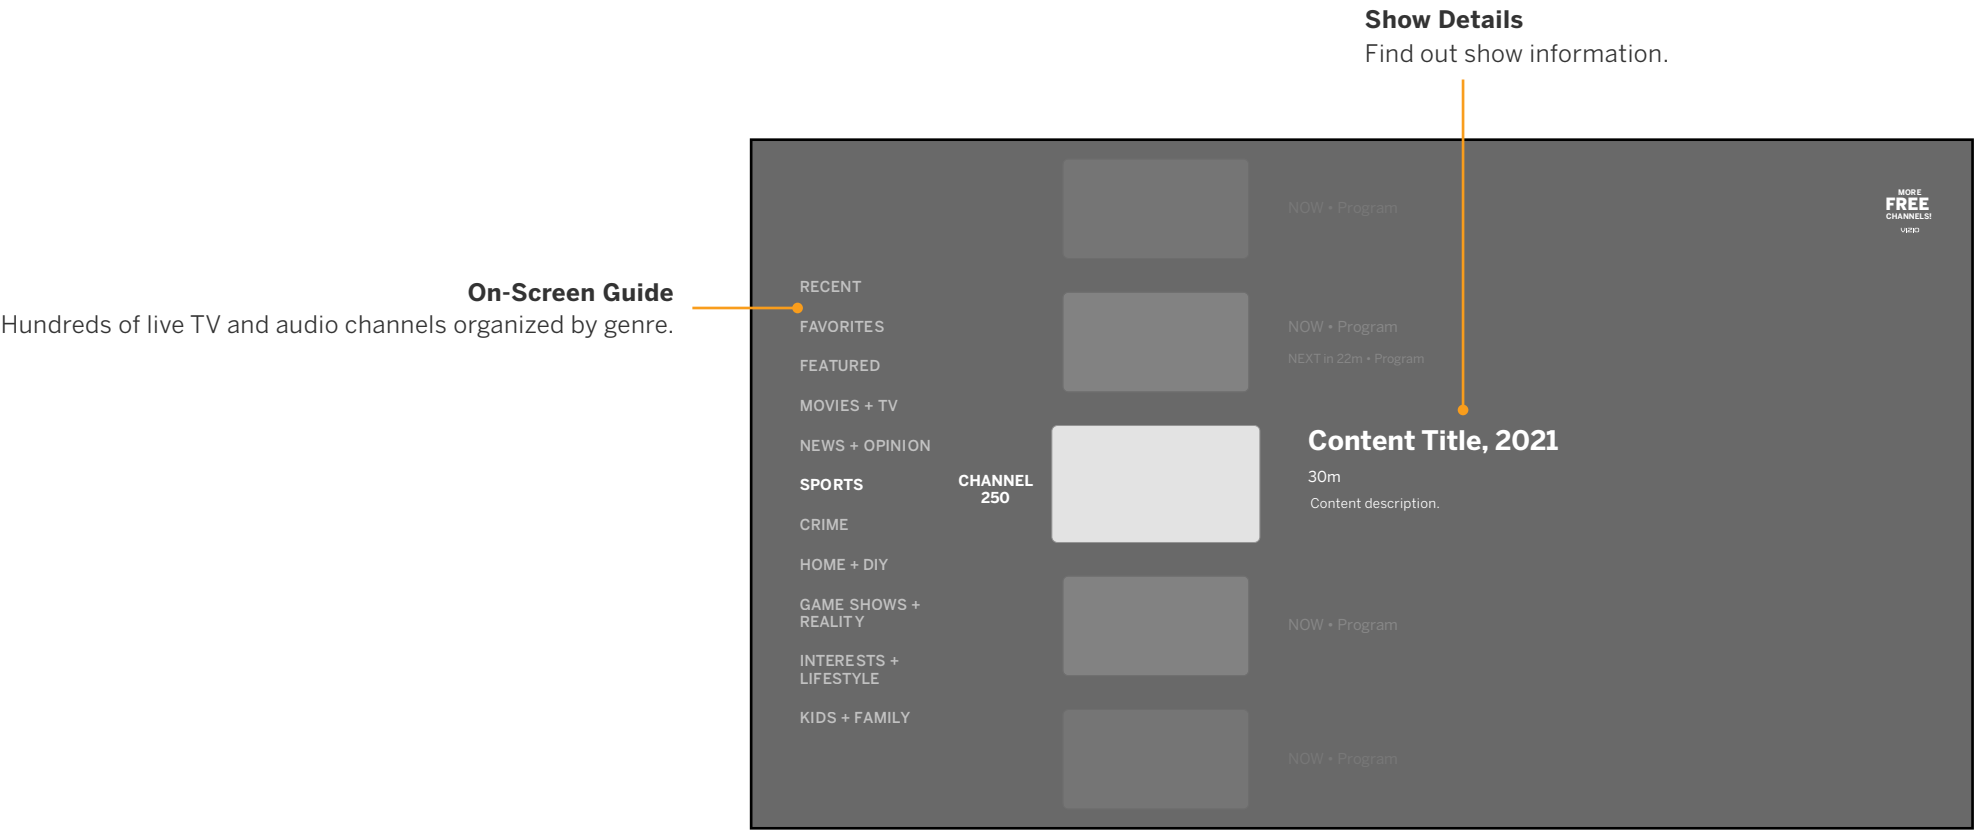 Show Details
Find out show information.
On-Screen Guide
Hundreds of live TV and audio channels organized by genre.
MORE
FREE
CHANNELS!
VIZIO
RECENT
FAVORITES
FEATURED
MOVIES + TV
NEWS + OPINION
SPORTS
CRIME
HOME + DIY
GAME SHOWS +
REALITY
INTERESTS +
LIFESTYLE
KIDS + FAMILY
CHANNEL
250
NOW • Program
NOW • Program
NEXT in 22m • Program
Content Title, 2021
30m
Content description.
NOW • Program
NOW • Program